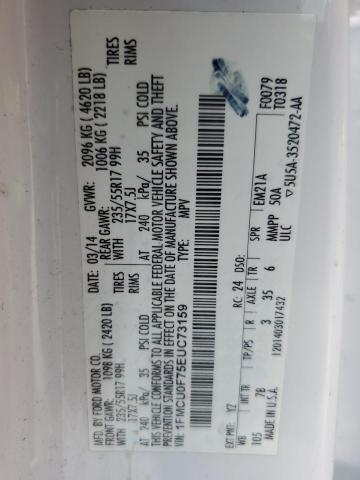 MFD. BY FORD MOTOR CO.
DATE: 03/14 GVWR: 2096 KG (4620 LB)
FRONT GAWR: REAR GAWR:
1098 KG (2420 LB) 1006 KG (2218 LB)
TIRES TIRES
WITH 235/55R17 99H WITH 235/55R17 99H
RIMS RIMS
17X7.5J 17X7.5J
AT 240 kPa/ 35 PSI COLD AT 240 kPa/ 35 PSI COLD
THIS VEHICLE CONFORMS TO ALL APPLICABLE FEDERAL MOTOR VEHICLE SAFETY AND
THEFT PREVENTION STANDARDS IN EFFECT ON THE DATE OF MANUFACTURE SHOWN ABOVE.
VIN: 1FMCU0F75EUC73159
TYPE: MPV
F0079
T0318
EXT PNT: YZ RC: 24 DSO:
WB INT TR TP/PS R AXLE TR SPR EM21A
105 7B 3 35 6 MMPP 50A
MADE IN U.S.A. ULC
1201403017432 ▽5U5A-3520472-AA